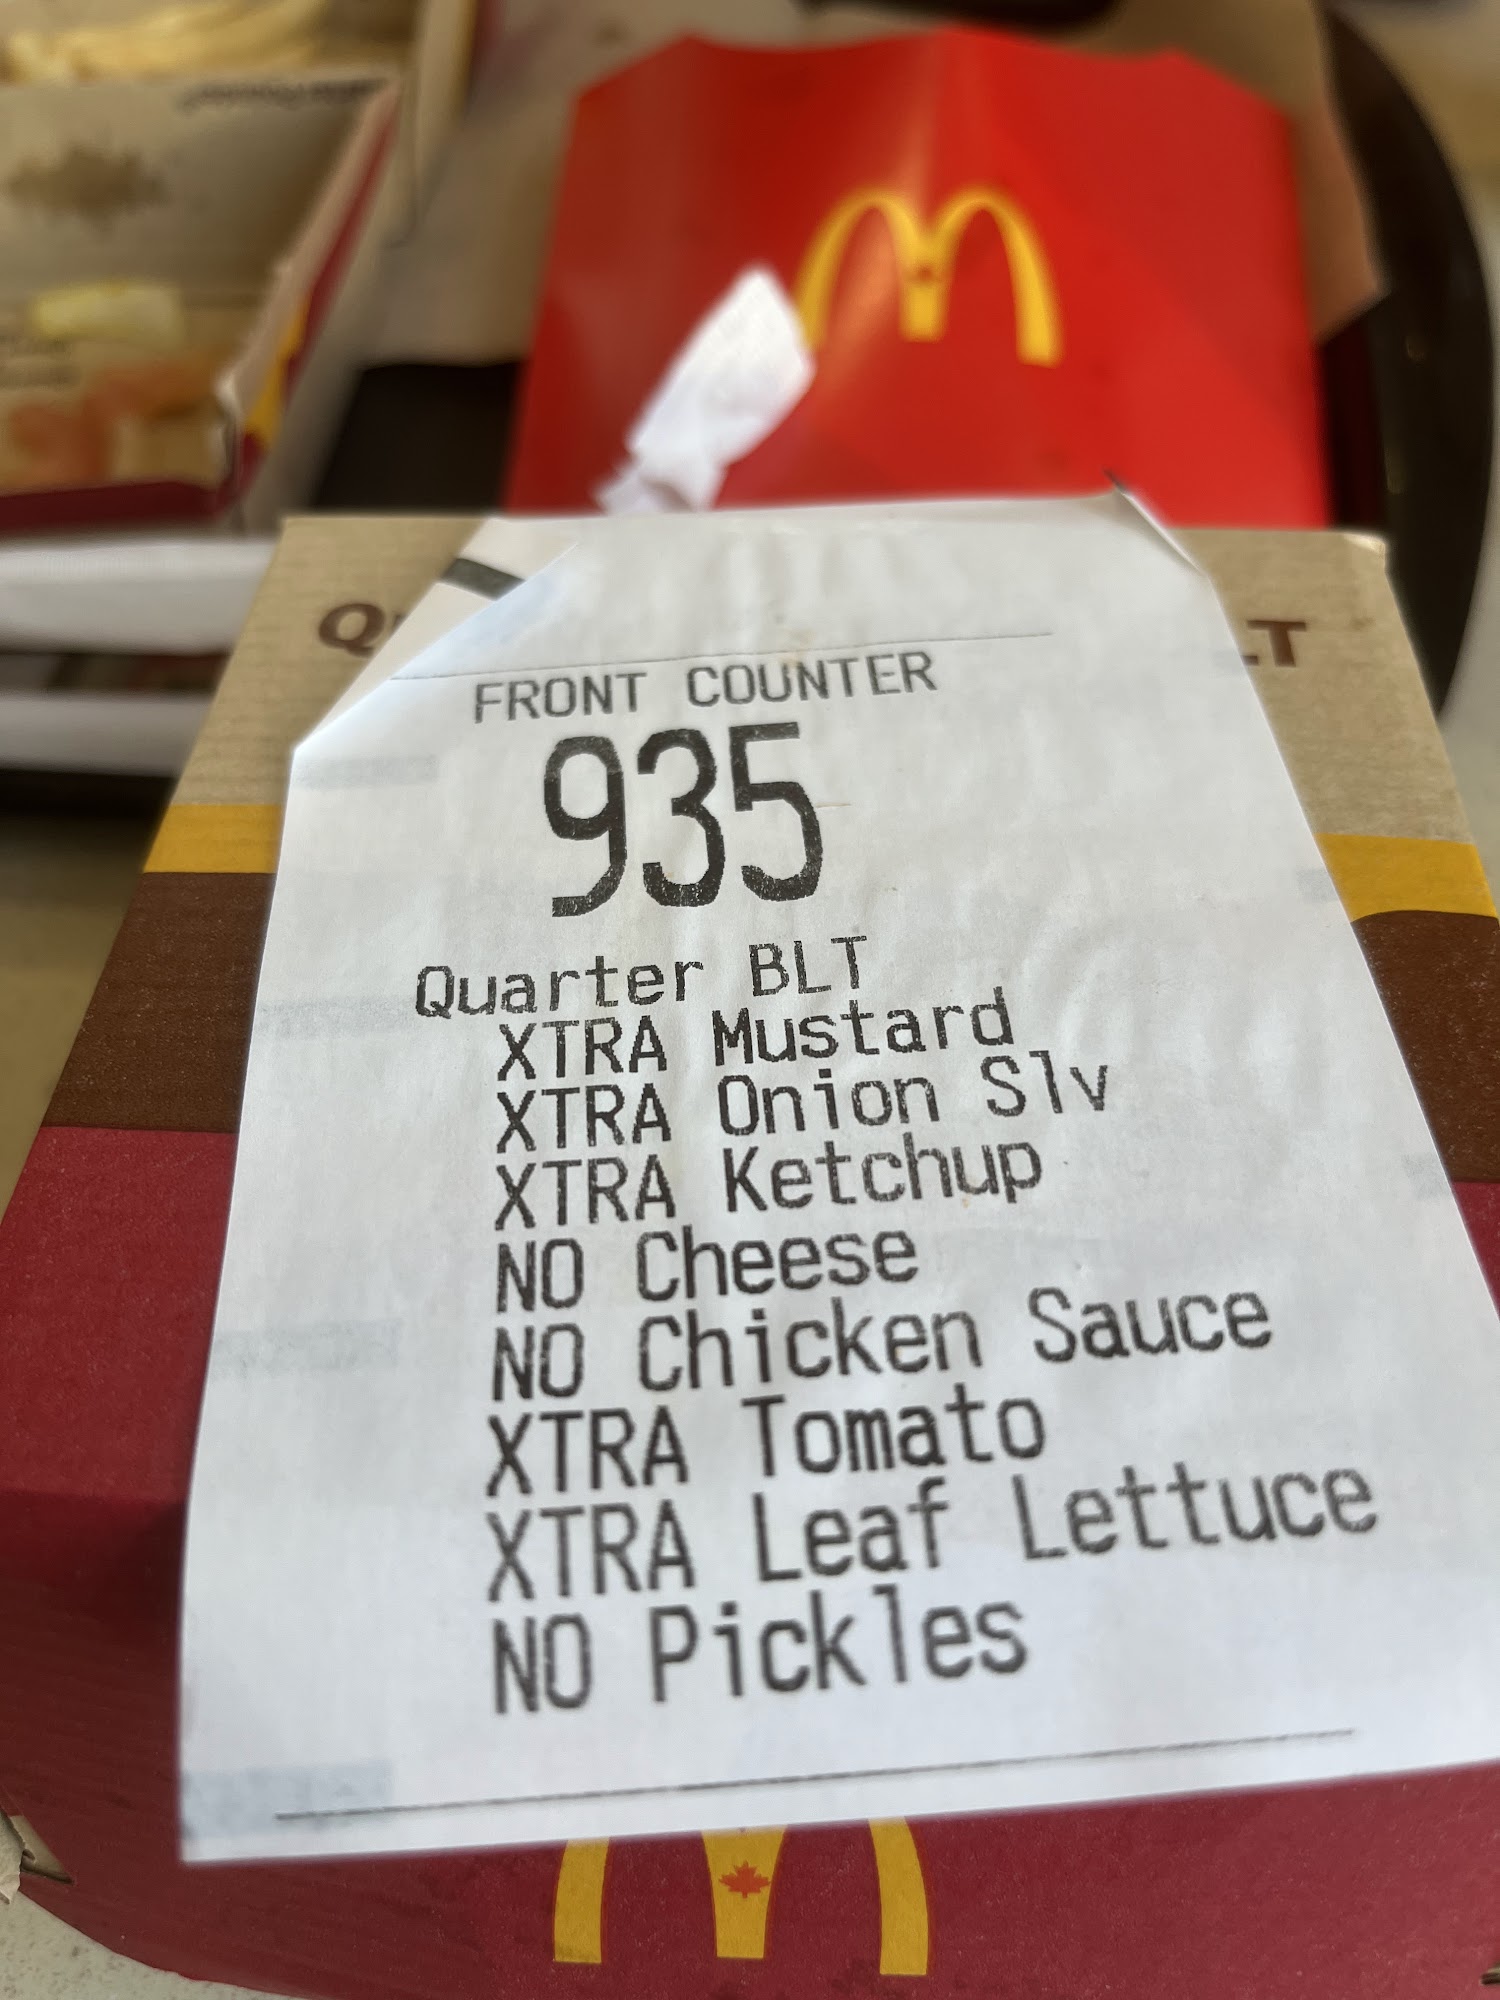 FRONT COUNTER
935
Quarter BLT
XTRA Mustard
XTRA Onion Slv
XTRA Ketchup
NO Cheese
NO Chicken Sauce
XTRA Tomato
XTRA Leaf Lettuce
NO Pickles